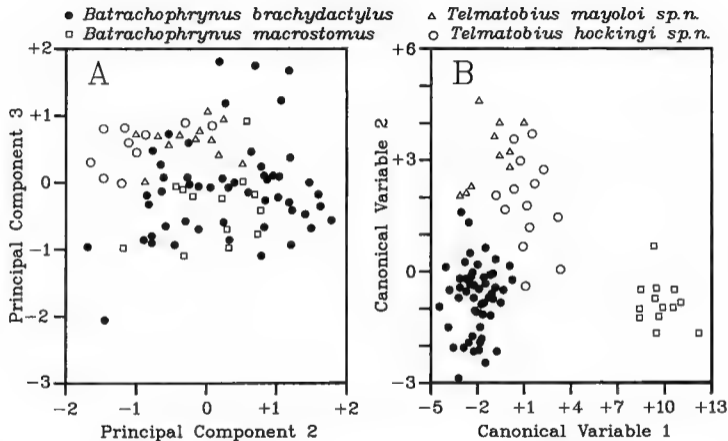 ● Batrachophrynus brachydactylus △ Telmatobius mayoloi sp.n.
□ Batrachophrynus macrostomus ○ Telmatobius hockingi sp.n.
A
+2
+1
0
−1
−2
−3
Principal Component 3
−2 −1 0 +1 +2
Principal Component 2
B
+6
+3
0
−3
Canonical Variable 2
−5 −2 +1 +4 +7 +10 +13
Canonical Variable 1